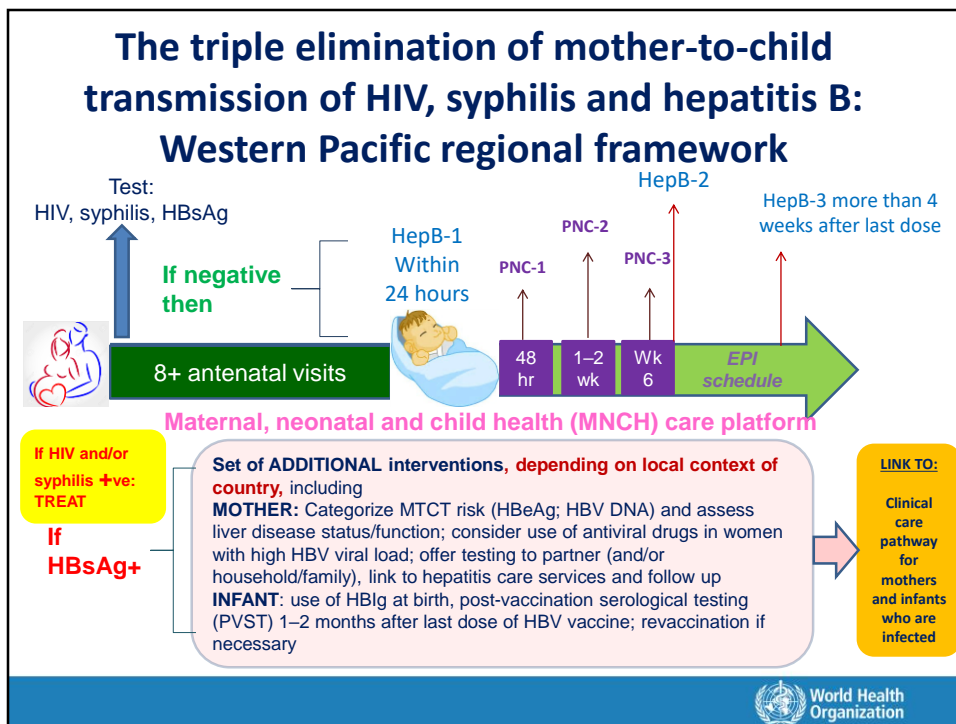 The triple elimination of mother-to-child
transmission of HIV, syphilis and hepatitis B:
Western Pacific regional framework
Test:
HIV, syphilis, HBsAg
If negative
then
HepB-1
Within
24 hours
PNC-1
PNC-2
PNC-3
HepB-2
HepB-3 more than 4
weeks after last dose
8+ antenatal visits
48
hr
1–2
wk
Wk
6
EPI
schedule
Maternal, neonatal and child health (MNCH) care platform
If HIV and/or
syphilis +ve:
TREAT
If
HBsAg+
Set of ADDITIONAL interventions, depending on local context of
country, including
MOTHER: Categorize MTCT risk (HBeAg; HBV DNA) and assess
liver disease status/function; consider use of antiviral drugs in women
with high HBV viral load; offer testing to partner (and/or
household/family), link to hepatitis care services and follow up
INFANT: use of HBIg at birth, post-vaccination serological testing
(PVST) 1–2 months after last dose of HBV vaccine; revaccination if
necessary
LINK TO:
Clinical
care
pathway
for
mothers
and infants
who are
infected
World Health
Organization